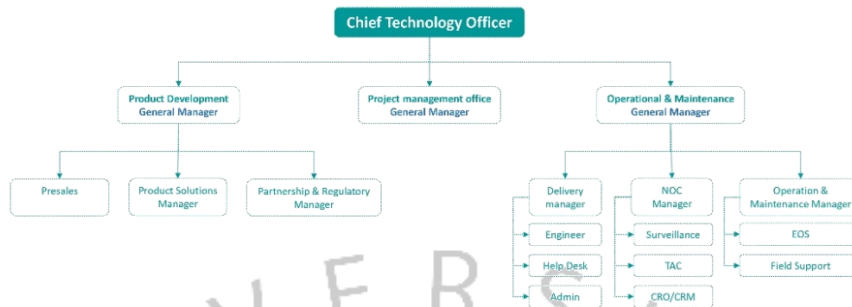 Chief Technology Officer
Product Development
General Manager
Project management office
General Manager
Operational & Maintenance
General Manager
Presales
Product Solutions
Manager
Partnership & Regulatory
Manager
Delivery
manager
NOC
Manager
Operation &
Maintenance Manager
Engineer
Surveillance
EOS
Help Desk
TAC
Field Support
Admin
CRO/CRM
V E R S